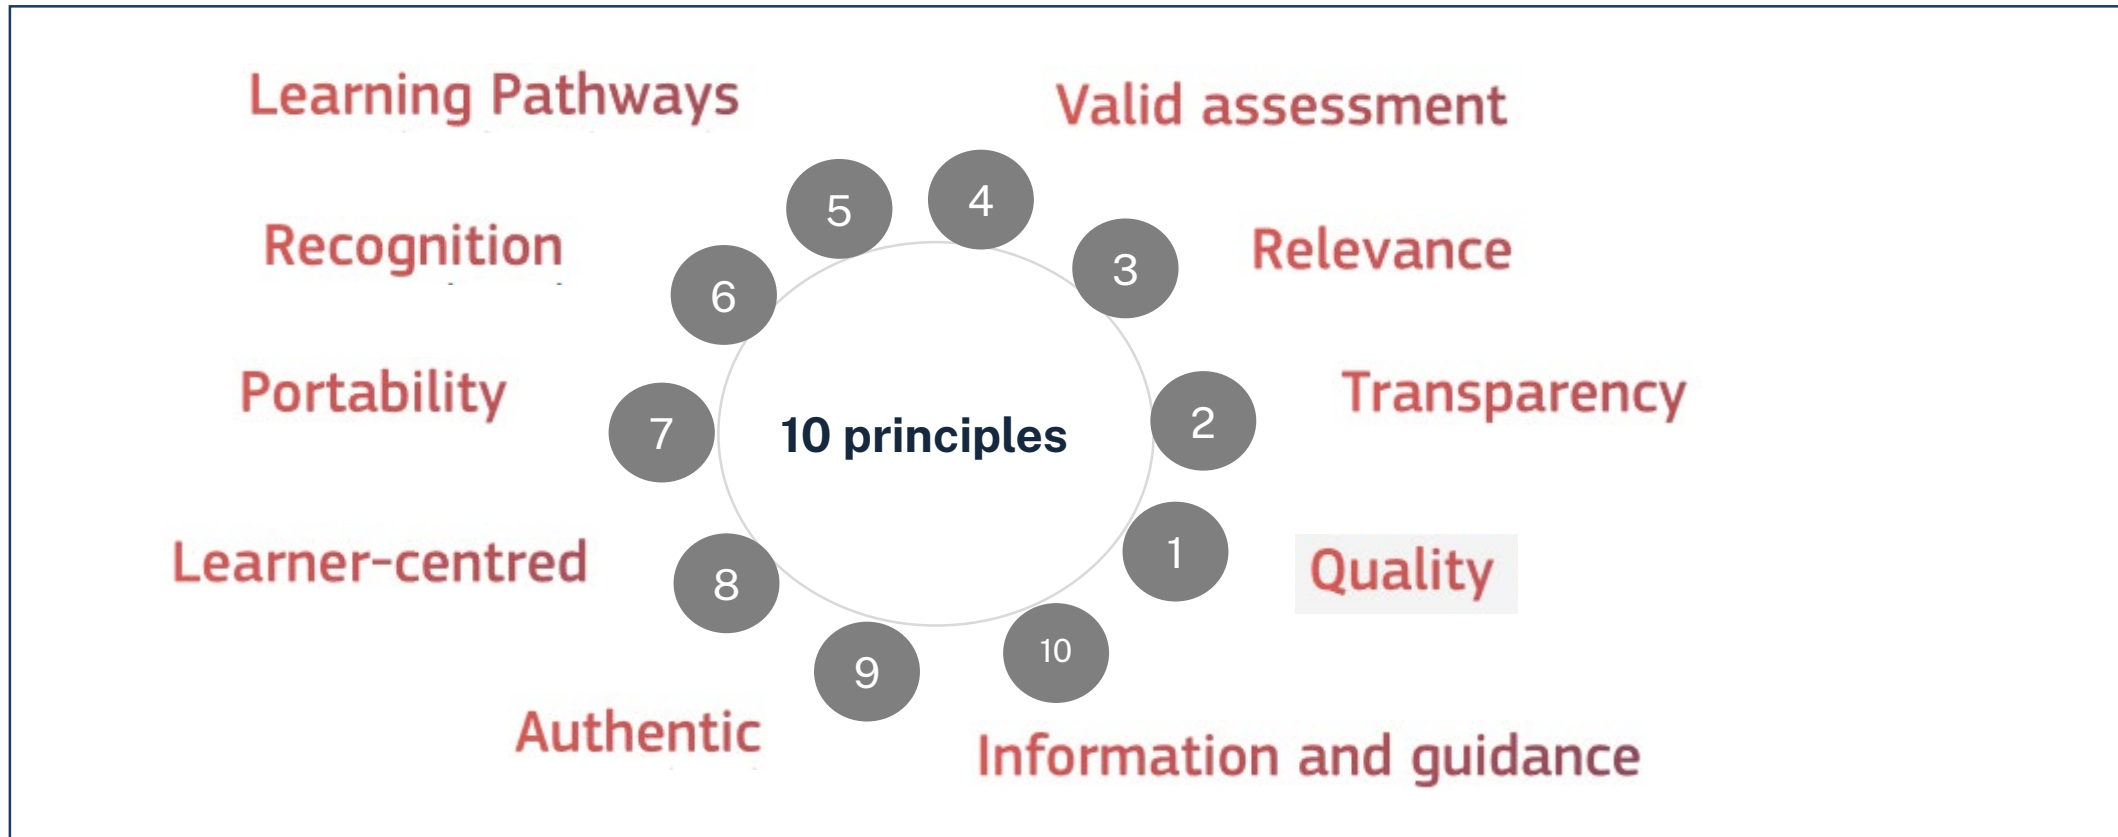 Learning Pathways
Valid assessment
5
4
Recognition
Relevance
3
6
Portability
Transparency
7
10 principles
2
Learner-centred
1
Quality
8
9
10
Authentic
Information and guidance